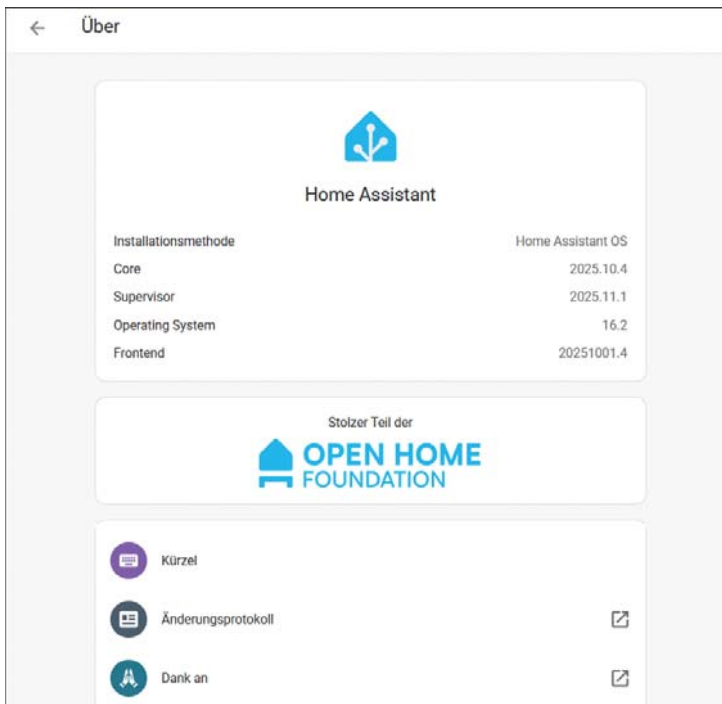 Über
Home Assistant
Installationsmethode Home Assistant OS
Core 2025.10.4
Supervisor 2025.11.1
Operating System 16.2
Frontend 20251001.4
Stolzer Teil der
OPEN HOME
FOUNDATION
Kürzel
Änderungsprotokoll
Dank an